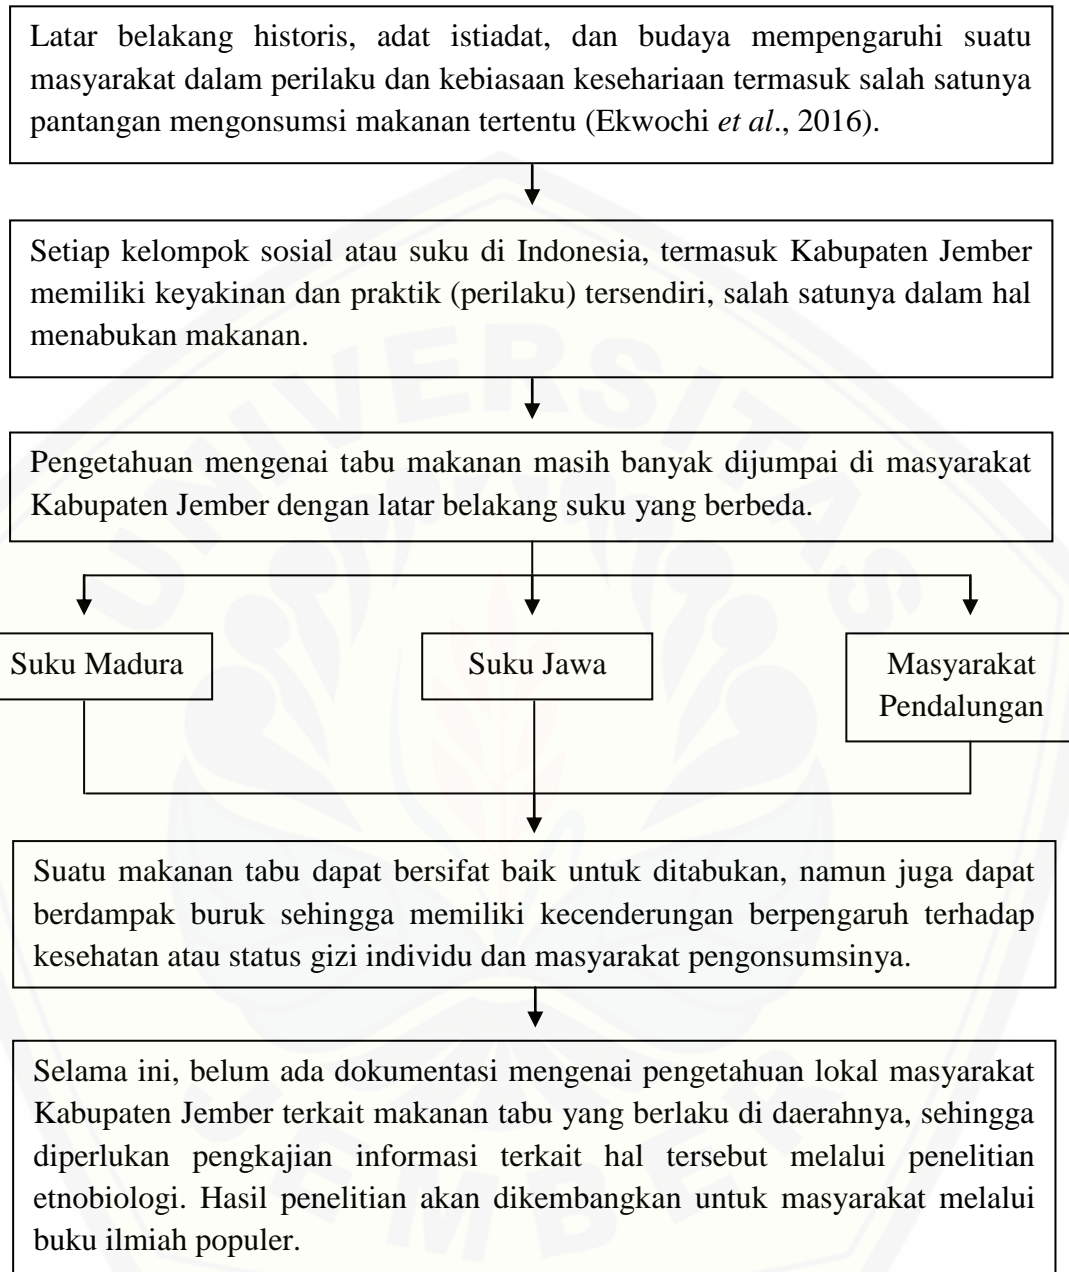 Latar belakang historis, adat istiadat, dan budaya mempengaruhi suatu
masyarakat dalam perilaku dan kebiasaan kesehariaan termasuk salah satunya
pantangan mengonsumsi makanan tertentu (Ekwochi et al., 2016).
Setiap kelompok sosial atau suku di Indonesia, termasuk Kabupaten Jember
memiliki keyakinan dan praktik (perilaku) tersendiri, salah satunya dalam hal
menabukan makanan.
Pengetahuan mengenai tabu makanan masih banyak dijumpai di masyarakat
Kabupaten Jember dengan latar belakang suku yang berbeda.
Suku Madura
Suku Jawa
Masyarakat
Pendalungan
Suatu makanan tabu dapat bersifat baik untuk ditabukan, namun juga dapat
berdampak buruk sehingga memiliki kecenderungan berpengaruh terhadap
kesehatan atau status gizi individu dan masyarakat pengonsumsinya.
Selama ini, belum ada dokumentasi mengenai pengetahuan lokal masyarakat
Kabupaten Jember terkait makanan tabu yang berlaku di daerahnya, sehingga
diperlukan pengkajian informasi terkait hal tersebut melalui penelitian
etnobiologi. Hasil penelitian akan dikembangkan untuk masyarakat melalui
buku ilmiah populer.
UNIVERSITAS
JEMBER